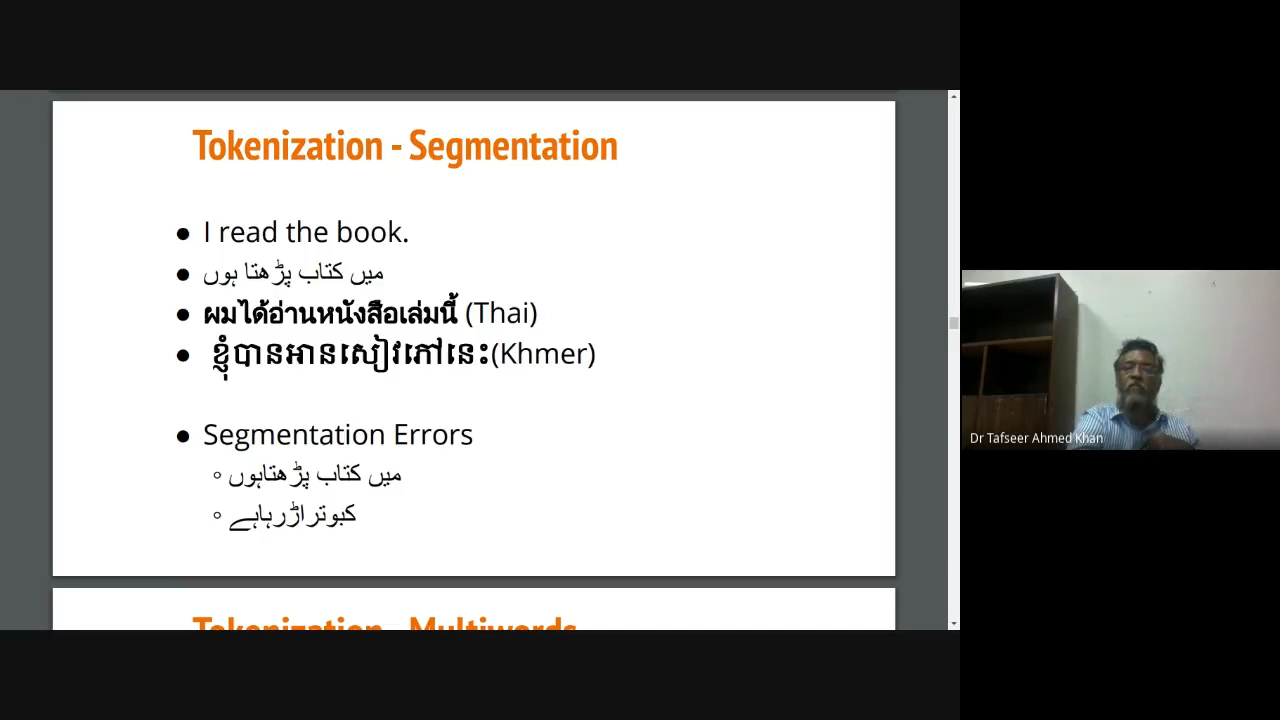 Tokenization - Segmentation
● I read the book.
● میں کتاب پڑھتا ہوں
● ผมได้อ่านหนังสือเล่มนี้ (Thai)
● ខ្ញុំបានអានសៀវភៅនេះ(Khmer)
● Segmentation Errors
○ میں کتاب پڑھتاہوں
○ کبوتراڑرہاہے
Tokenization - Multiwords
Dr Tafseer Ahmed Khan